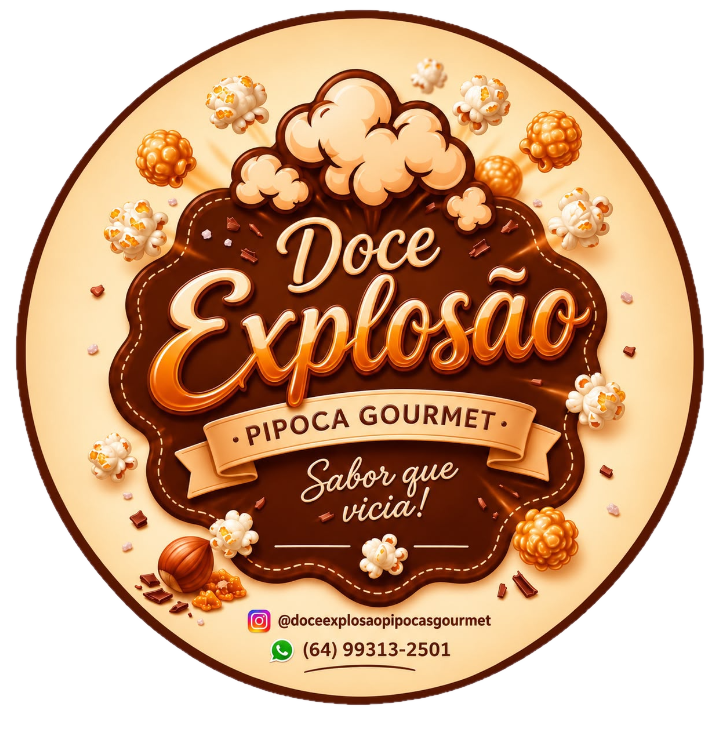 Doce
Explosão
• PIPOCA GOURMET •
Sabor que
vicia!
@doceexplosaopipocasgourmet
(64) 99313-2501